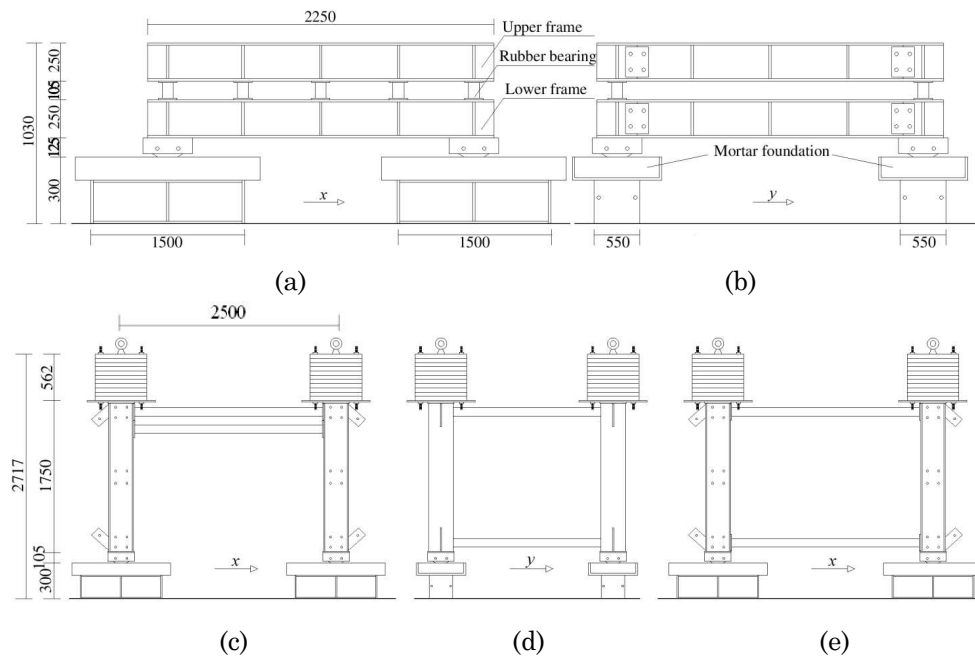 2250
Upper frame
Rubber bearing
Lower frame
1030
250
105
250
125
300
x
1500
1500
(a)
Mortar foundation
y
550
550
(b)
2500
2717
562
1750
105
300
x
(c)
y
(d)
x
(e)